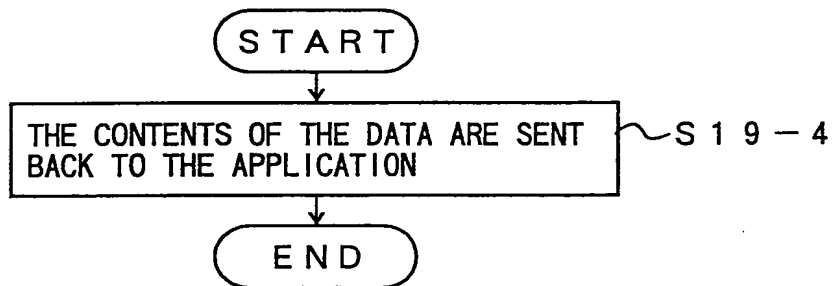 START
THE CONTENTS OF THE DATA ARE SENT
BACK TO THE APPLICATION
S19-4
END